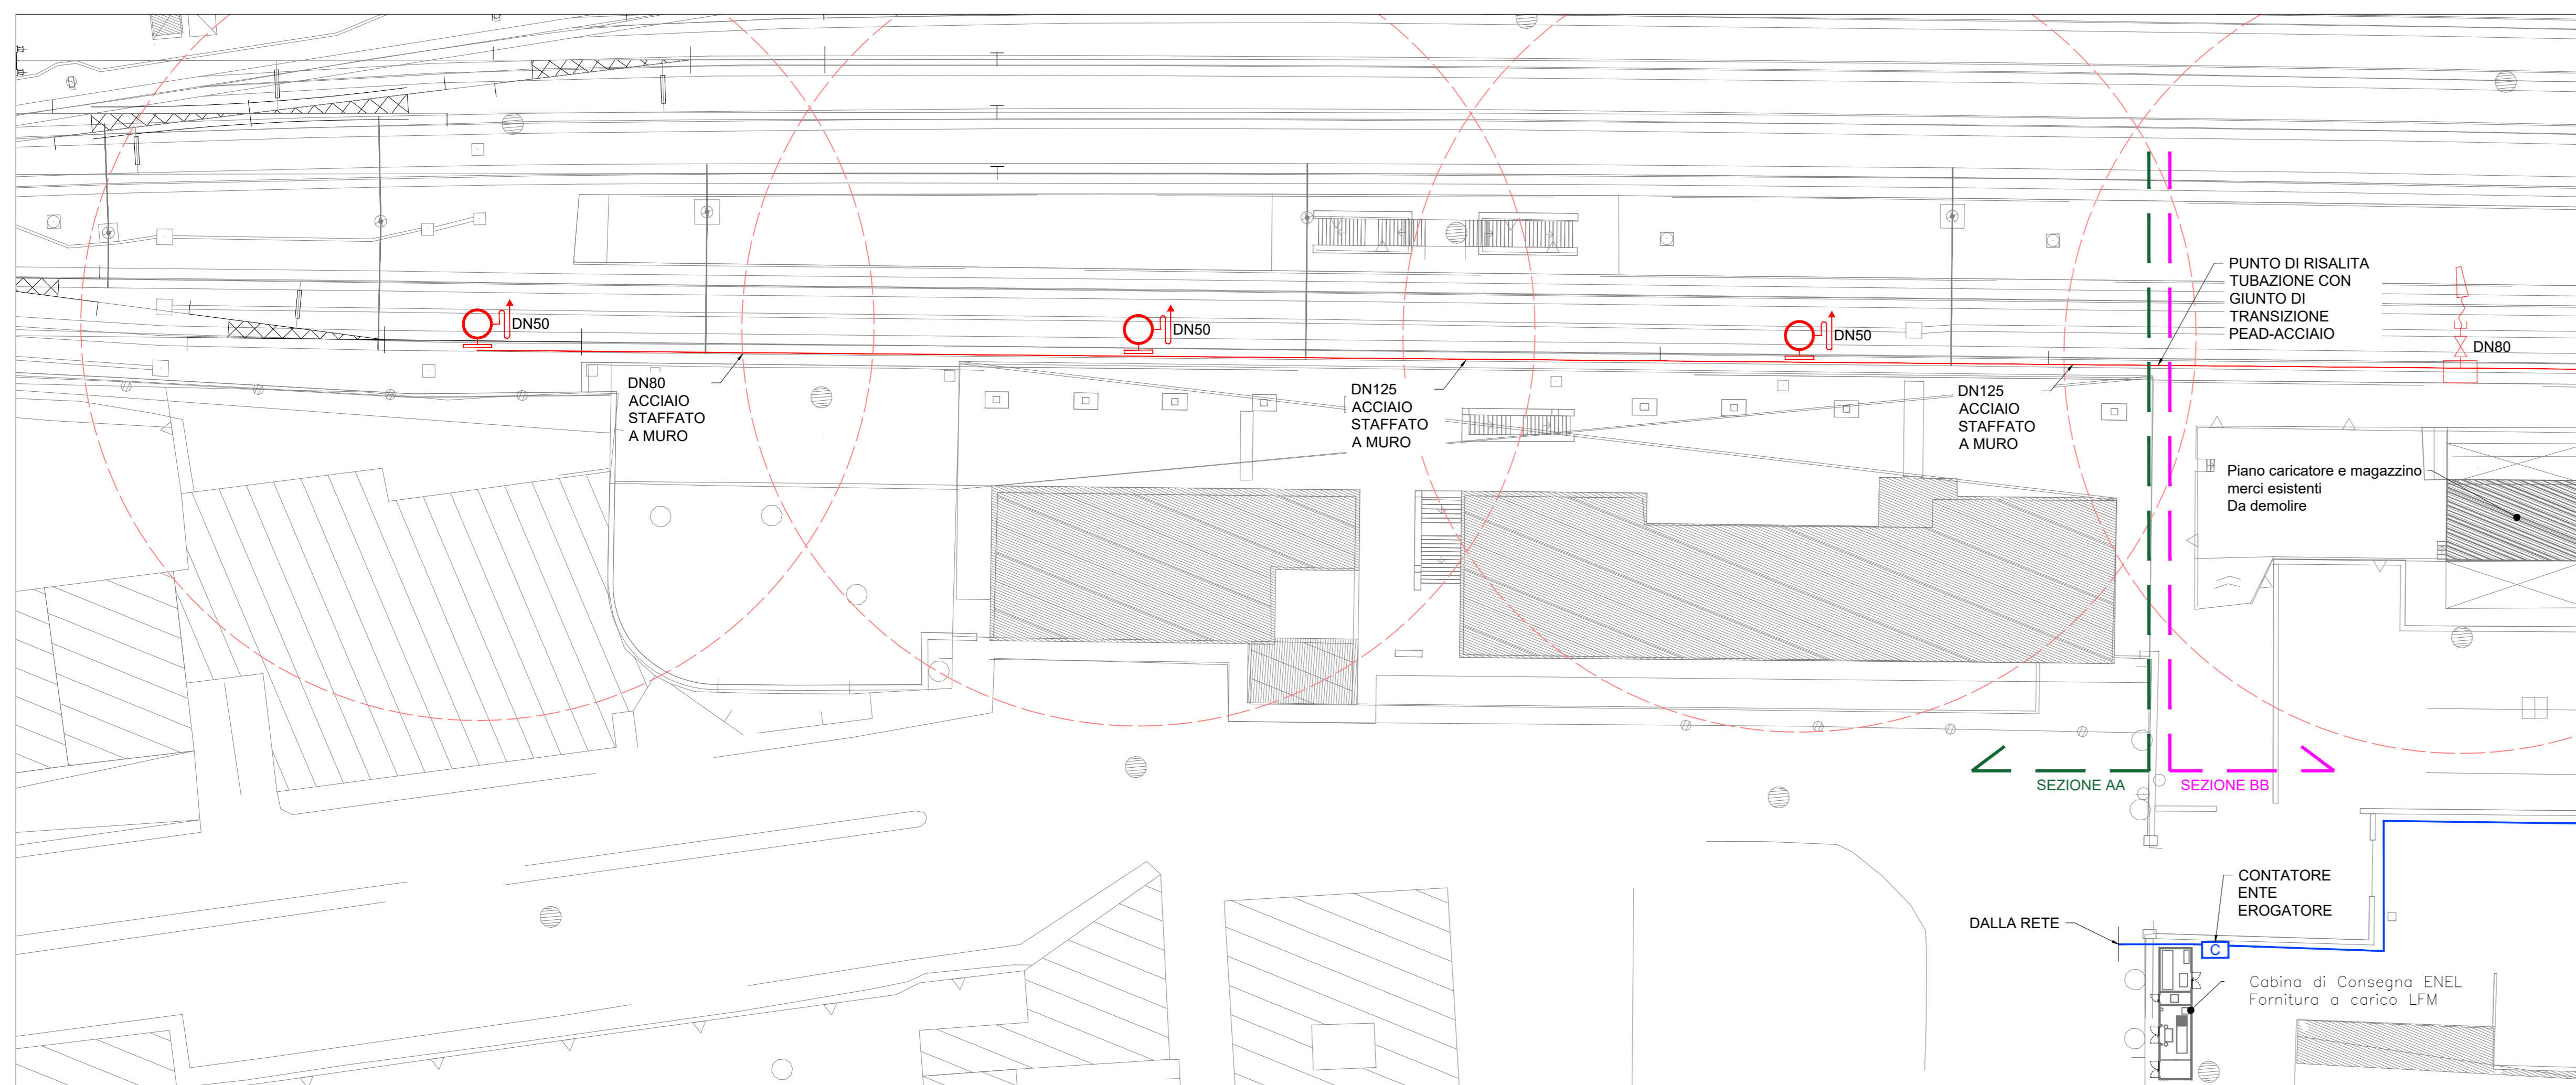 PUNTO DI RISALITA
TUBAZIONE CON
GIUNTO DI
TRANSIZIONE
PEAD-ACCIAIO
DN50
DN50
DN50
DN80
DN80
ACCIAIO
STAFFATO
A MURO
DN125
ACCIAIO
STAFFATO
A MURO
DN125
ACCIAIO
STAFFATO
A MURO
Piano caricatore e magazzino
merci esistenti
Da demolire
SEZIONE AA
SEZIONE BB
CONTATORE
ENTE
EROGATORE
DALLA RETE
C
Cabina di Consegna ENEL
Fornitura a carico LFM